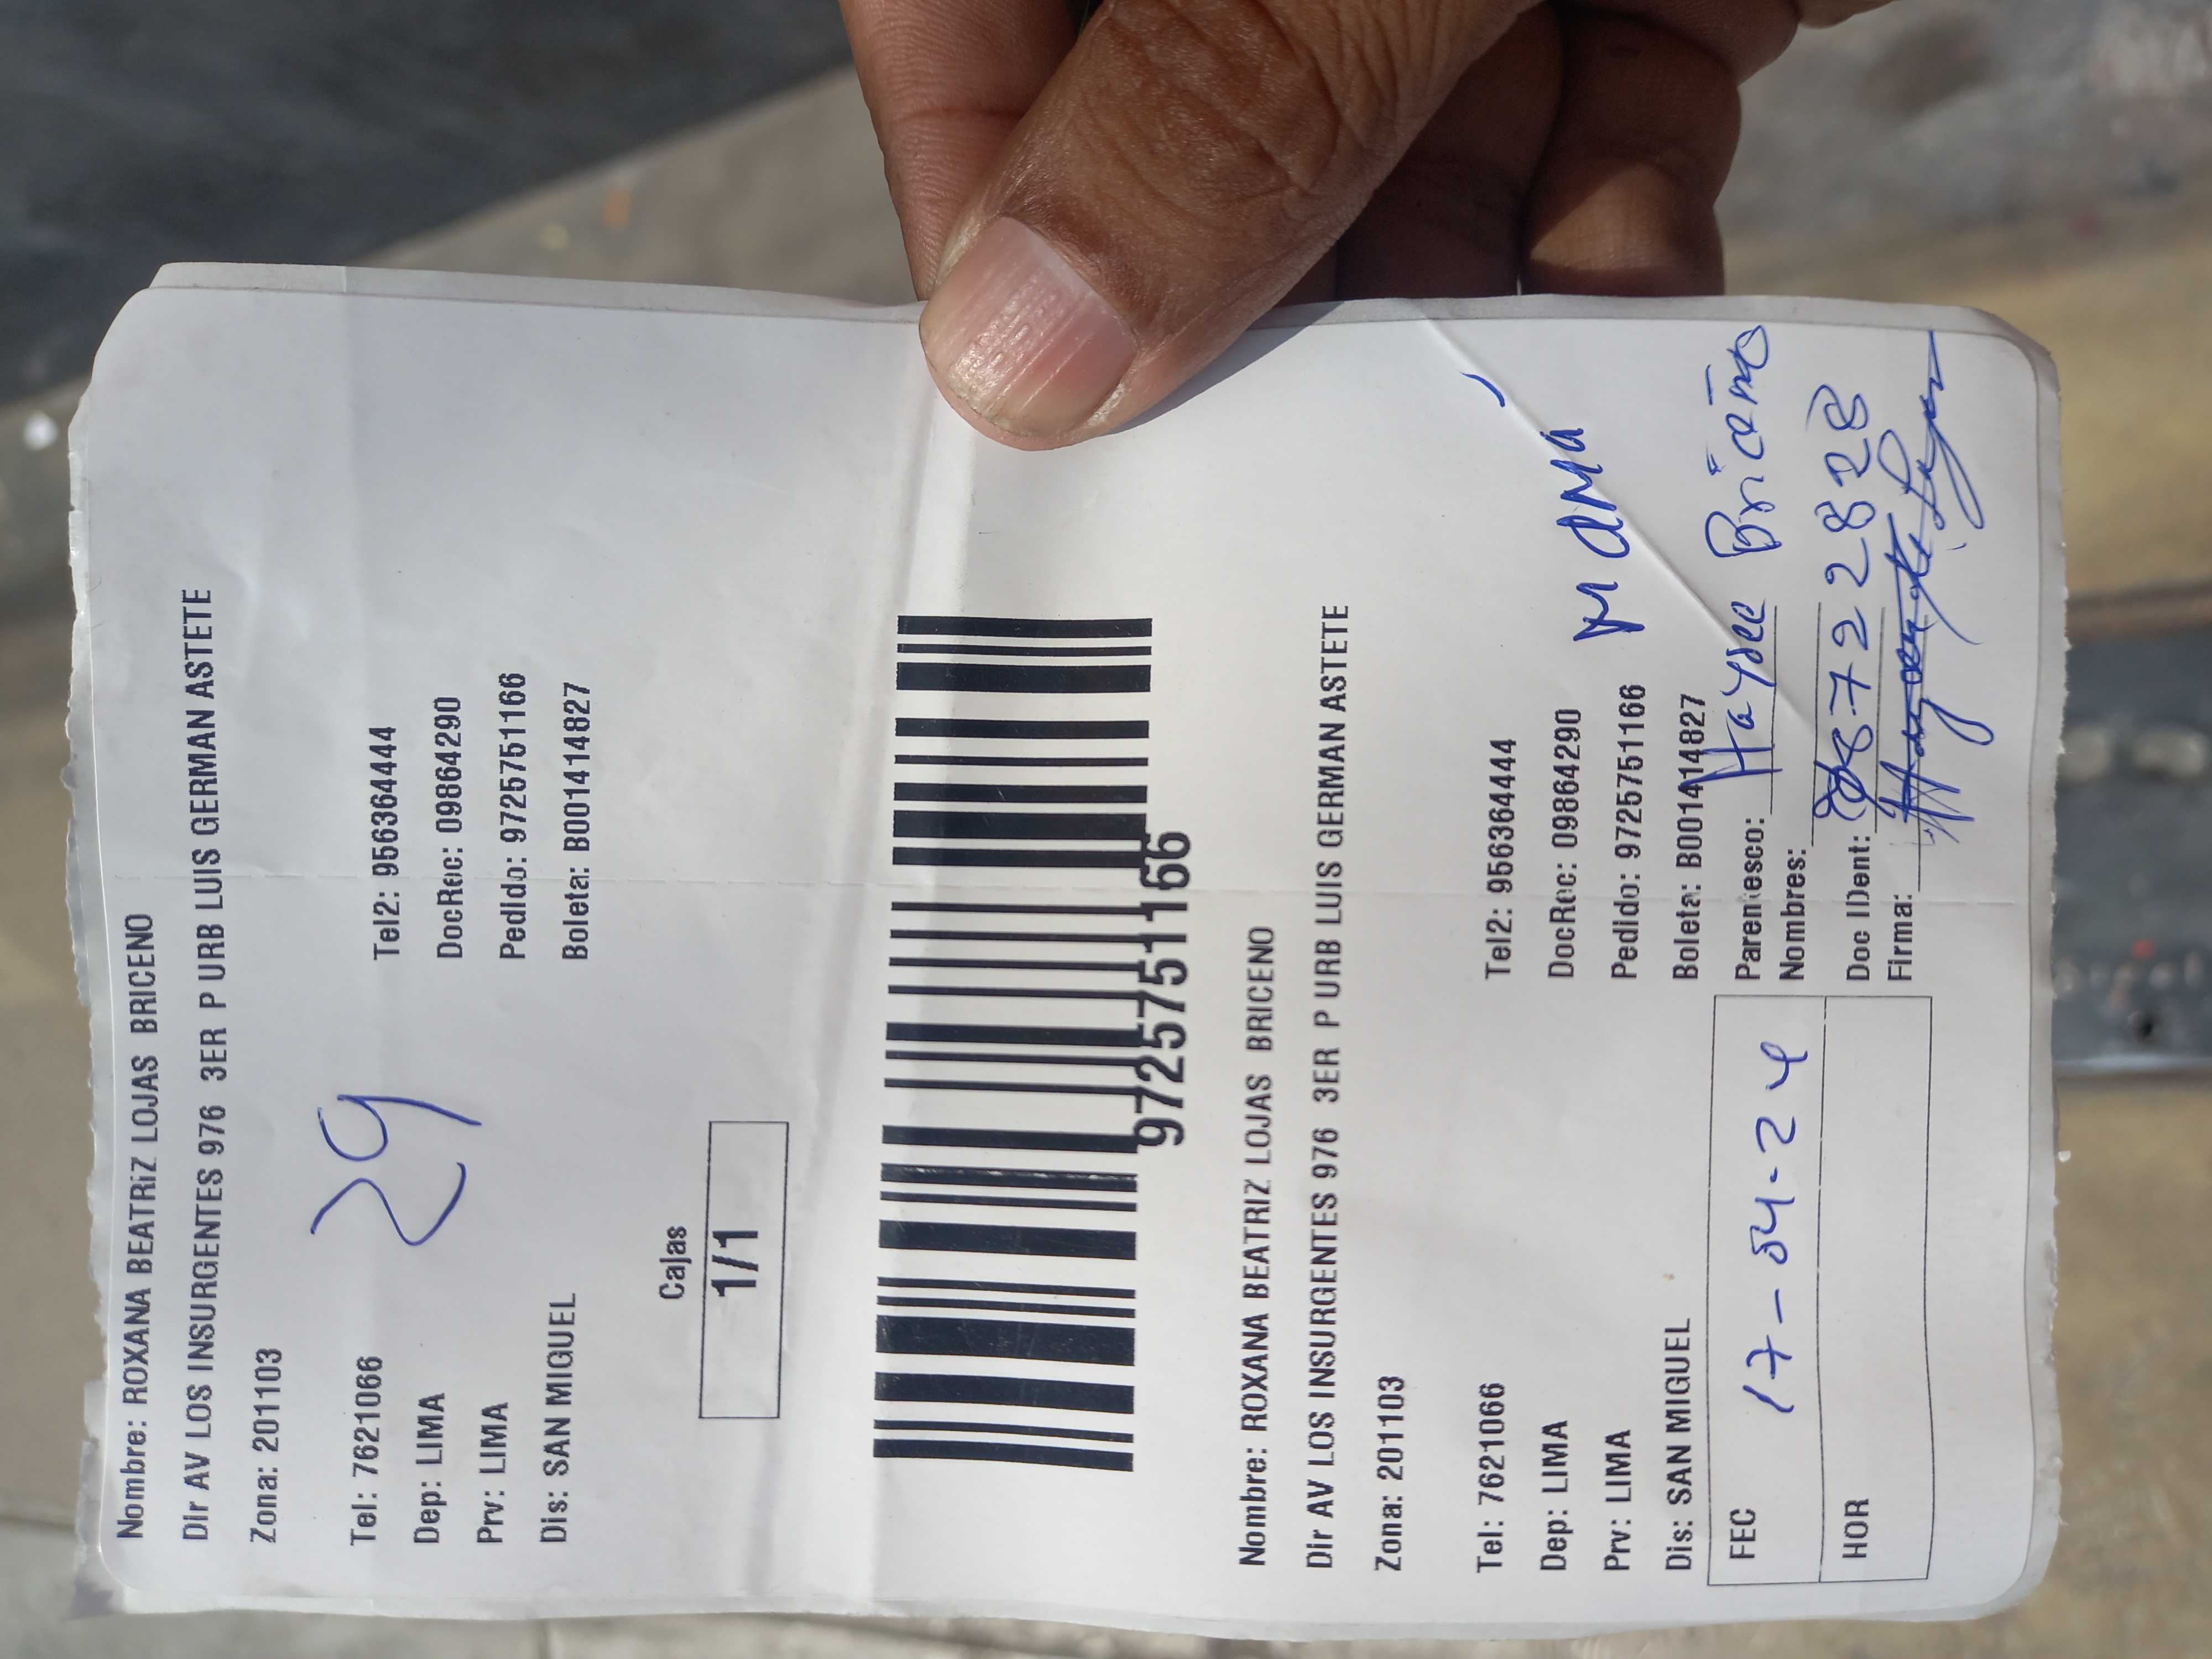 Nombre: ROXANA BEATRIZ LOJAS BRICENO
Dir AV LOS INSURGENTES 976 3ER P URB LUIS GERMAN ASTETE
Zona: 201103
29
Tel: 7621066 Tel2: 956364444
Dep: LIMA DocRec: 09864290
Prv: LIMA Pedido: 9725751166
Dis: SAN MIGUEL Boleta: B001414827
Cajas
1/1
9725751166
Nombre: ROXANA BEATRIZ LOJAS BRICENO
Dir AV LOS INSURGENTES 976 3ER P URB LUIS GERMAN ASTETE
Zona: 201103
Tel: 7621066 Tel2: 956364444
Dep: LIMA DocRec: 09864290
Prv: LIMA Pedido: 9725751166 MAMÁ
Dis: SAN MIGUEL Boleta: B001414827
FEC 17-04-24 Parentesco: Haysee Briceño
Nombres:
HOR Doc IDent: 08722828
Firma: